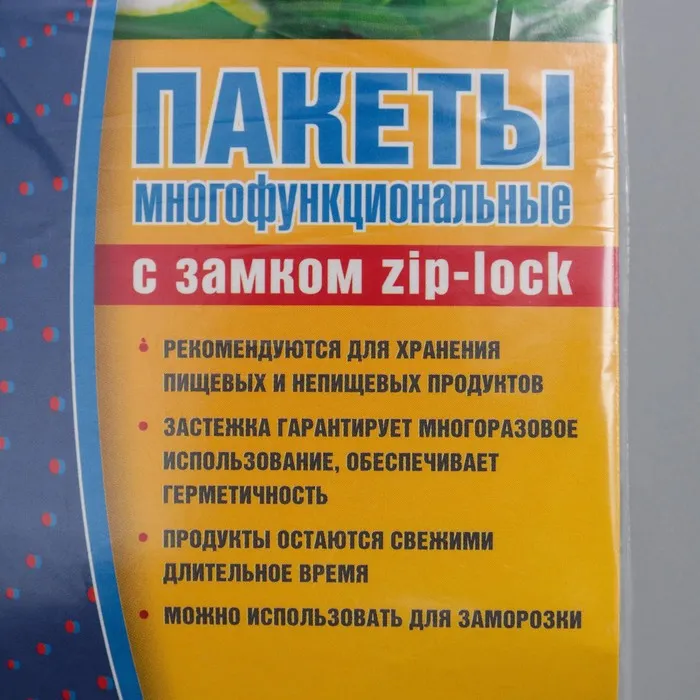 ПАКЕТЫ
многофункциональные
с замком zip-lock
• РЕКОМЕНДУЮТСЯ ДЛЯ ХРАНЕНИЯ
ПИЩЕВЫХ И НЕПИЩЕВЫХ ПРОДУКТОВ
• ЗАСТЕЖКА ГАРАНТИРУЕТ МНОГОРАЗОВОЕ
ИСПОЛЬЗОВАНИЕ, ОБЕСПЕЧИВАЕТ
ГЕРМЕТИЧНОСТЬ
• ПРОДУКТЫ ОСТАЮТСЯ СВЕЖИМИ
ДЛИТЕЛЬНОЕ ВРЕМЯ
• МОЖНО ИСПОЛЬЗОВАТЬ ДЛЯ ЗАМОРОЗКИ